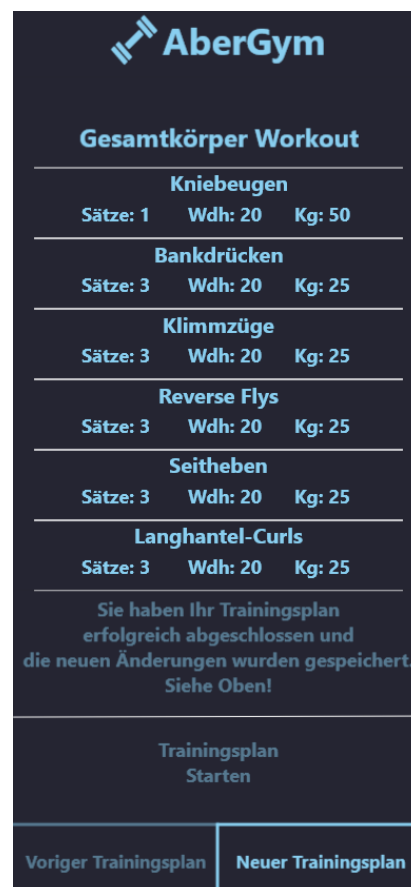 AberGym
Gesamtkörper Workout
Kniebeugen
Sätze: 1 Wdh: 20 Kg: 50
Bankdrücken
Sätze: 3 Wdh: 20 Kg: 25
Klimmzüge
Sätze: 3 Wdh: 20 Kg: 25
Reverse Flys
Sätze: 3 Wdh: 20 Kg: 25
Seitheben
Sätze: 3 Wdh: 20 Kg: 25
Langhantel-Curls
Sätze: 3 Wdh: 20 Kg: 25
Sie haben Ihr Trainingsplan
erfolgreich abgeschlossen und
die neuen Änderungen wurden gespeichert.
Siehe Oben!
Trainingsplan
Starten
Voriger Trainingsplan Neuer Trainingsplan